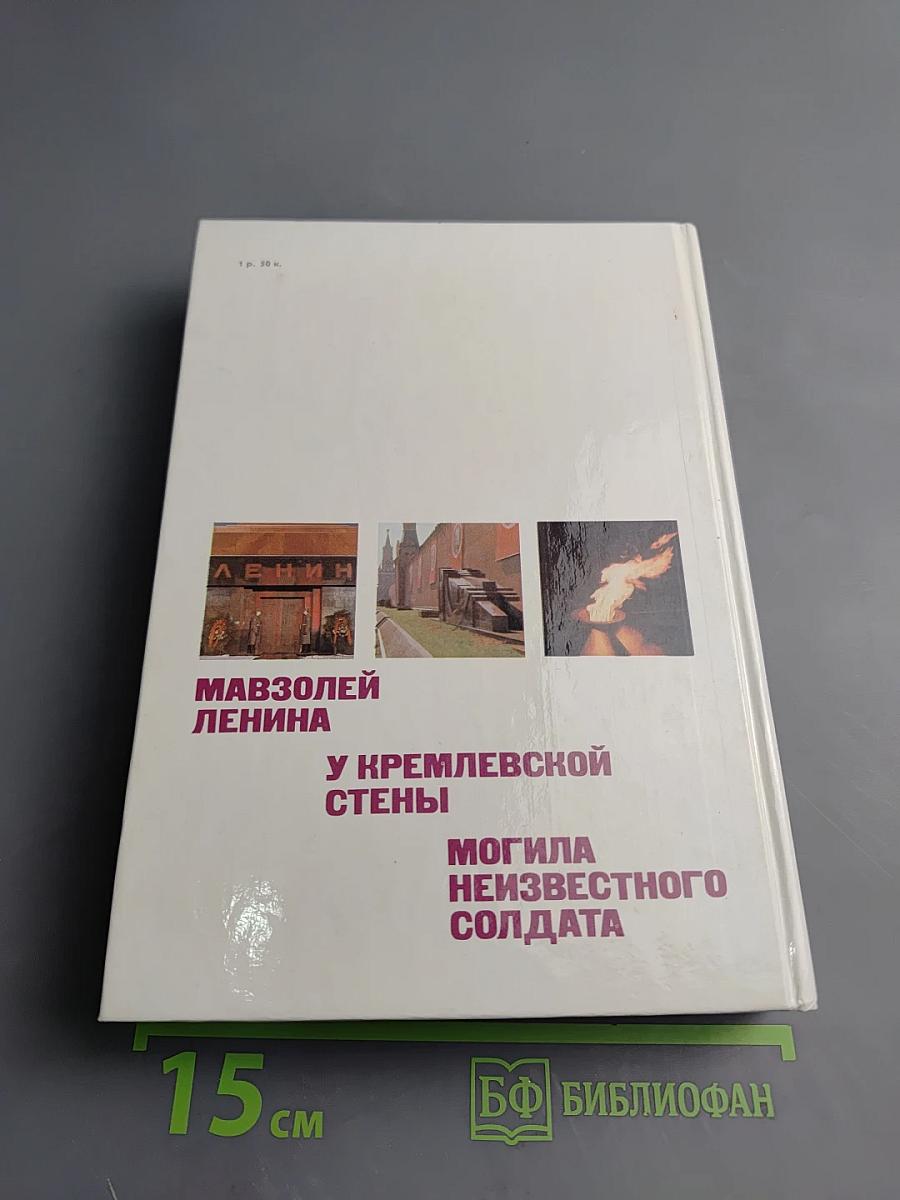 1 р. 50 к.
ЛЕНИН
МАВЗОЛЕЙ
ЛЕНИНА
У КРЕМЛЕВСКОЙ
СТЕНЫ
МОГИЛА
НЕИЗВЕСТНОГО
СОЛДАТА
15 см
БФ БИБЛИОФАН